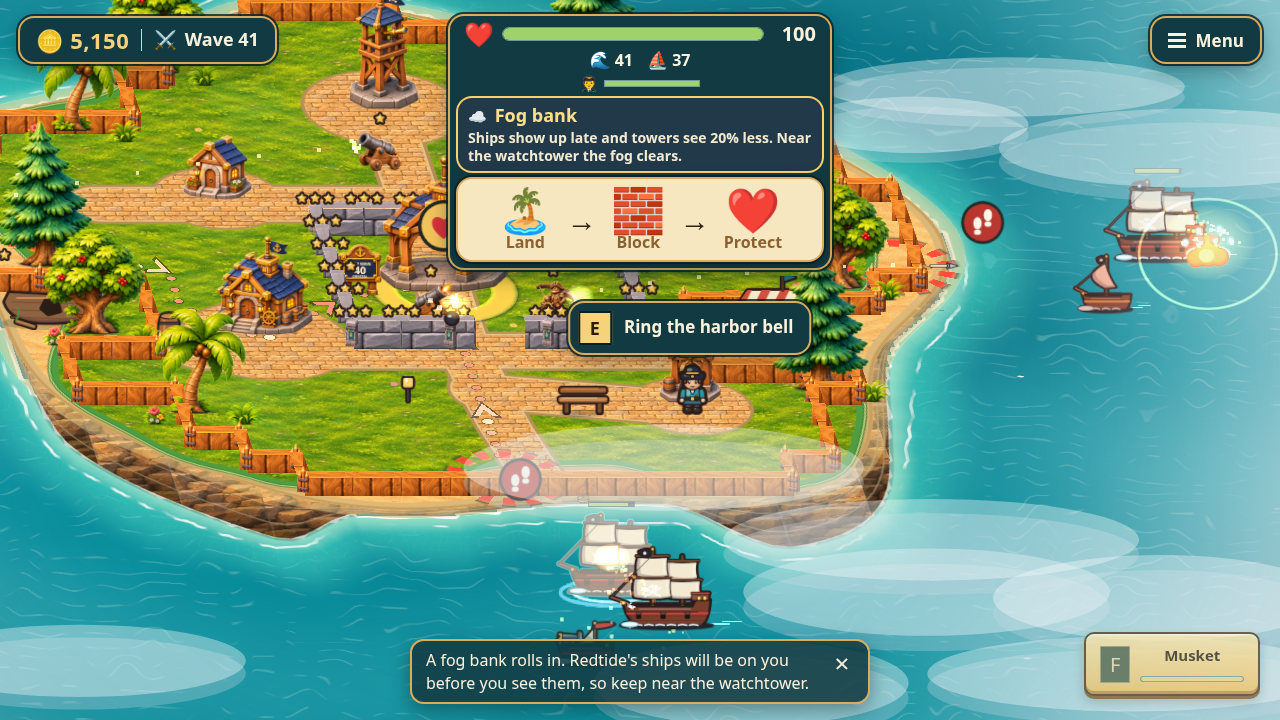 5,150
Wave 41
100
41
37
Fog bank
Ships show up late and towers see 20% less. Near
the watchtower the fog clears.
Land
→
Block
→
Protect
Menu
40
E
Ring the harbor bell
A fog bank rolls in. Redtide's ships will be on you
before you see them, so keep near the watchtower.
F
Musket